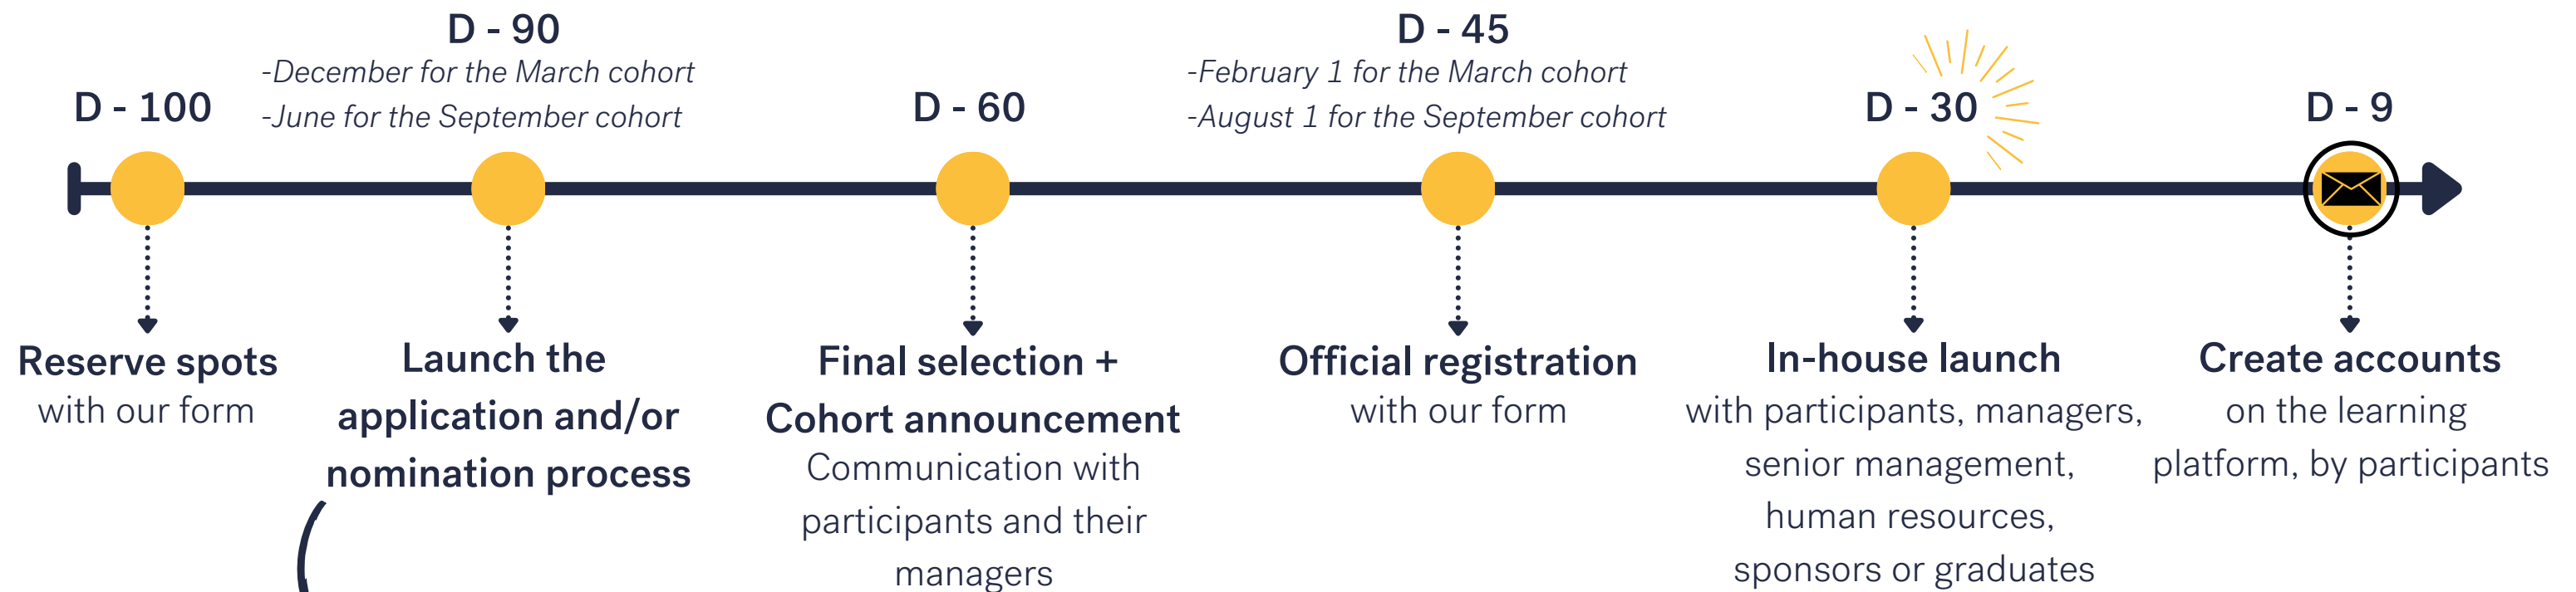 D - 100
D - 90
-December for the March cohort
-June for the September cohort
D - 60
D - 45
-February 1 for the March cohort
-August 1 for the September cohort
D - 30
D - 9
Reserve spots
with our form
Launch the
application and/or
nomination process
Final selection +
Cohort announcement
Communication with
participants and their
managers
Official registration
with our form
In-house launch
with participants, managers,
senior management,
human resources,
sponsors or graduates
Create accounts
on the learning
platform, by participants